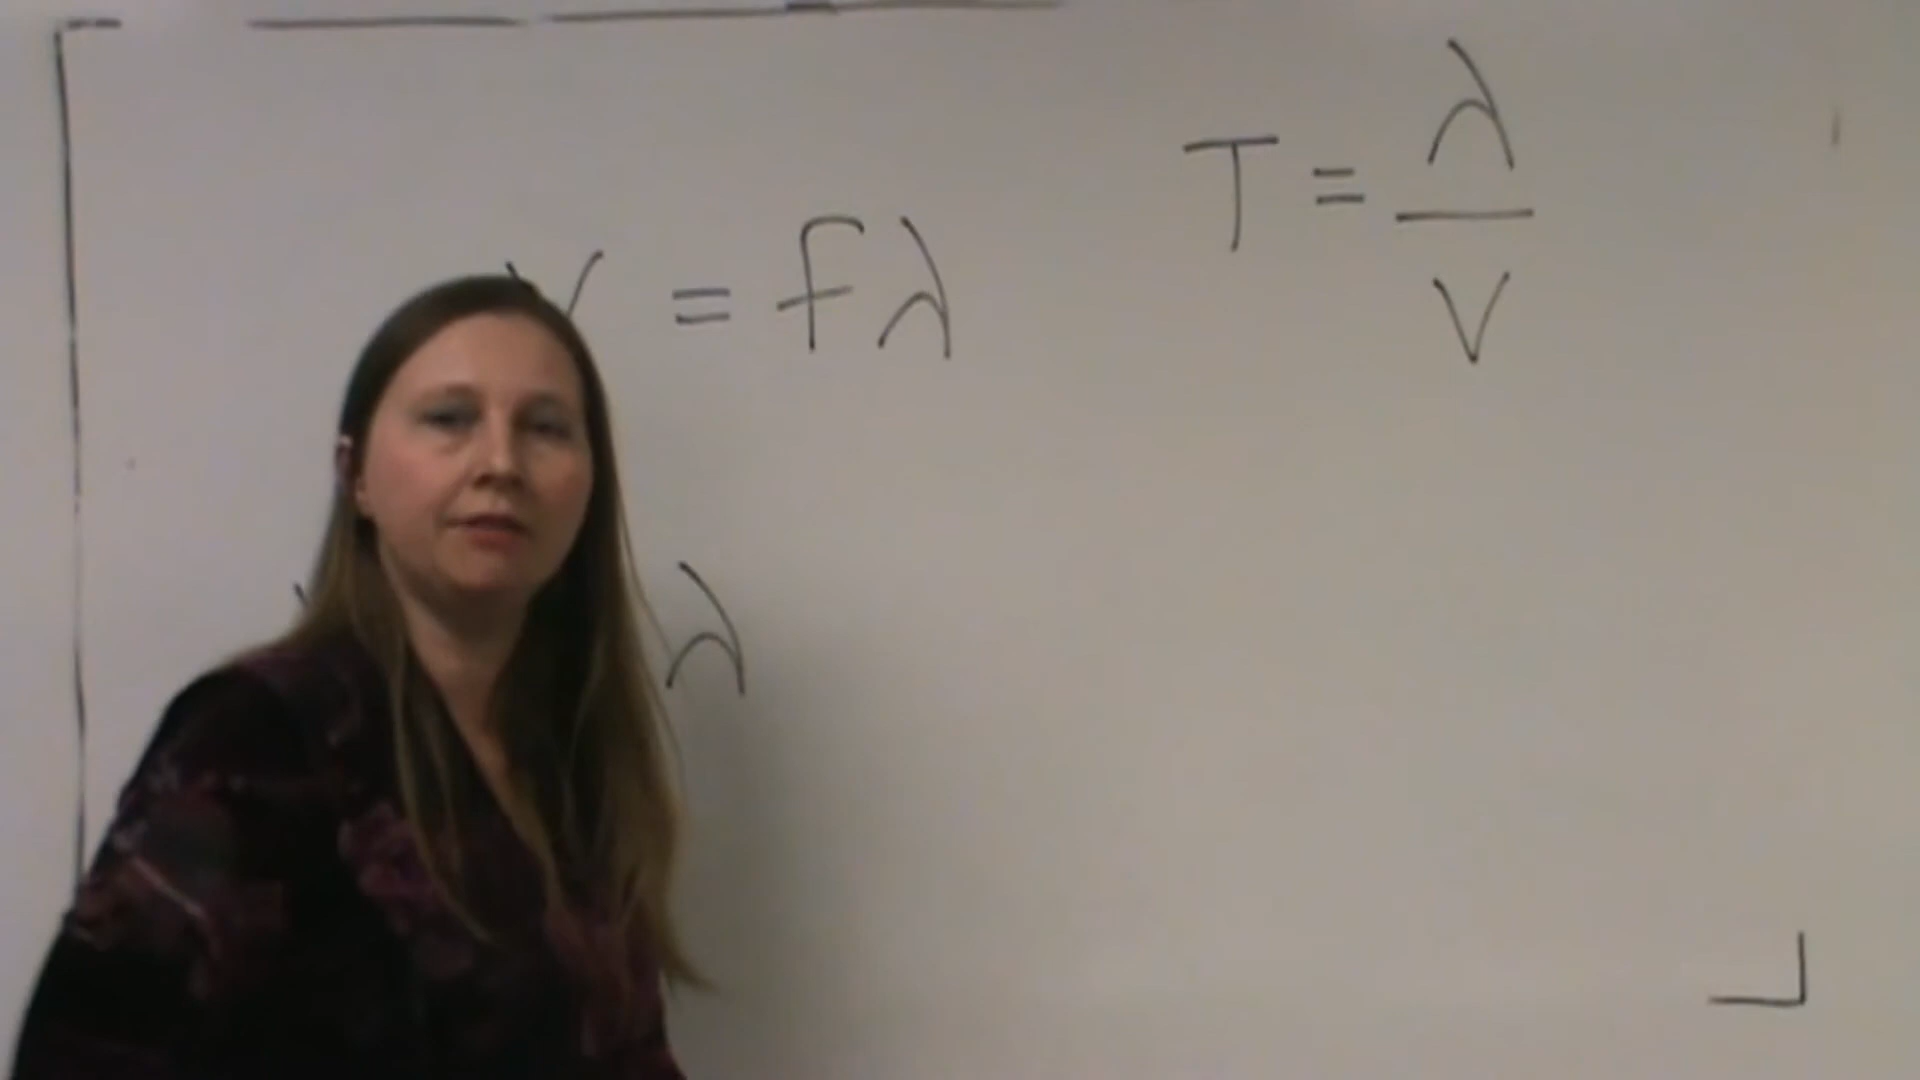 v = fλ
T = λ/v
λ